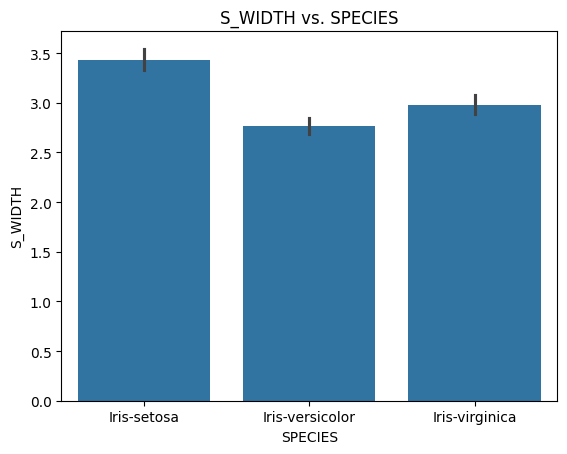 S_WIDTH vs. SPECIES
3.5
3.0
2.5
2.0
1.5
1.0
0.5
0.0
S_WIDTH
Iris-setosa
Iris-versicolor
Iris-virginica
SPECIES